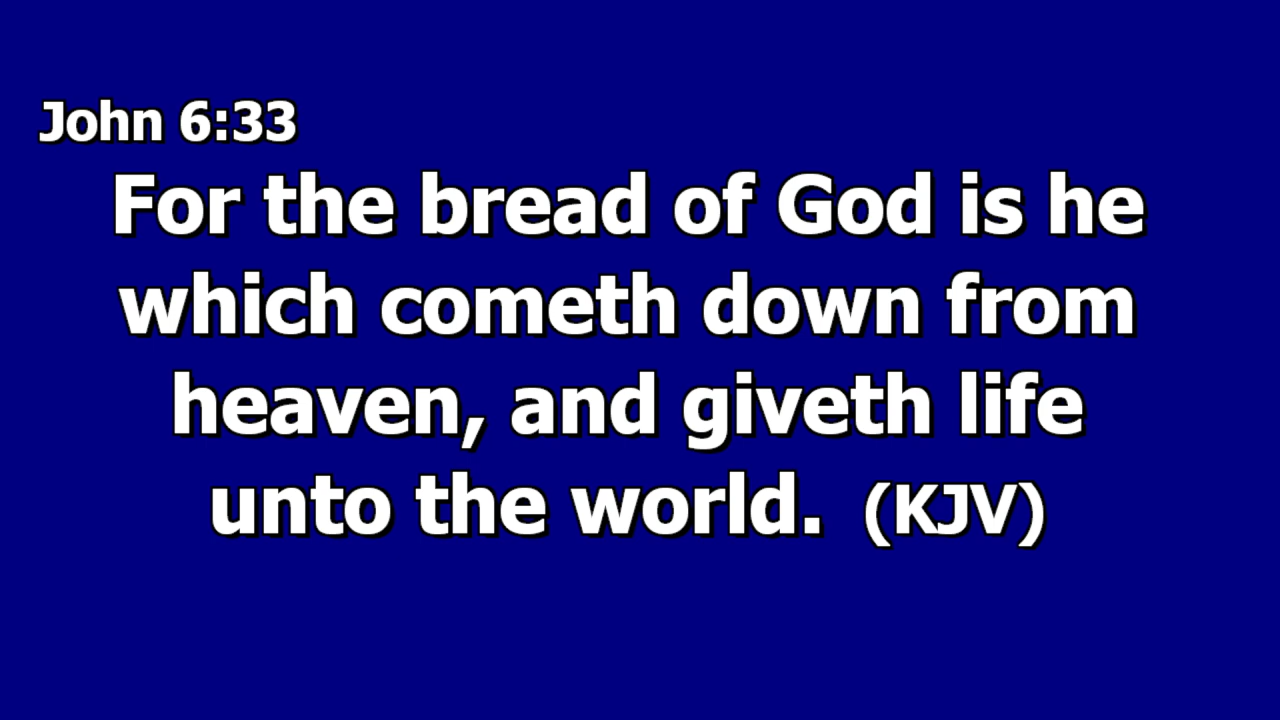 John 6:33
For the bread of God is he
which cometh down from
heaven, and giveth life
unto the world. (KJV)